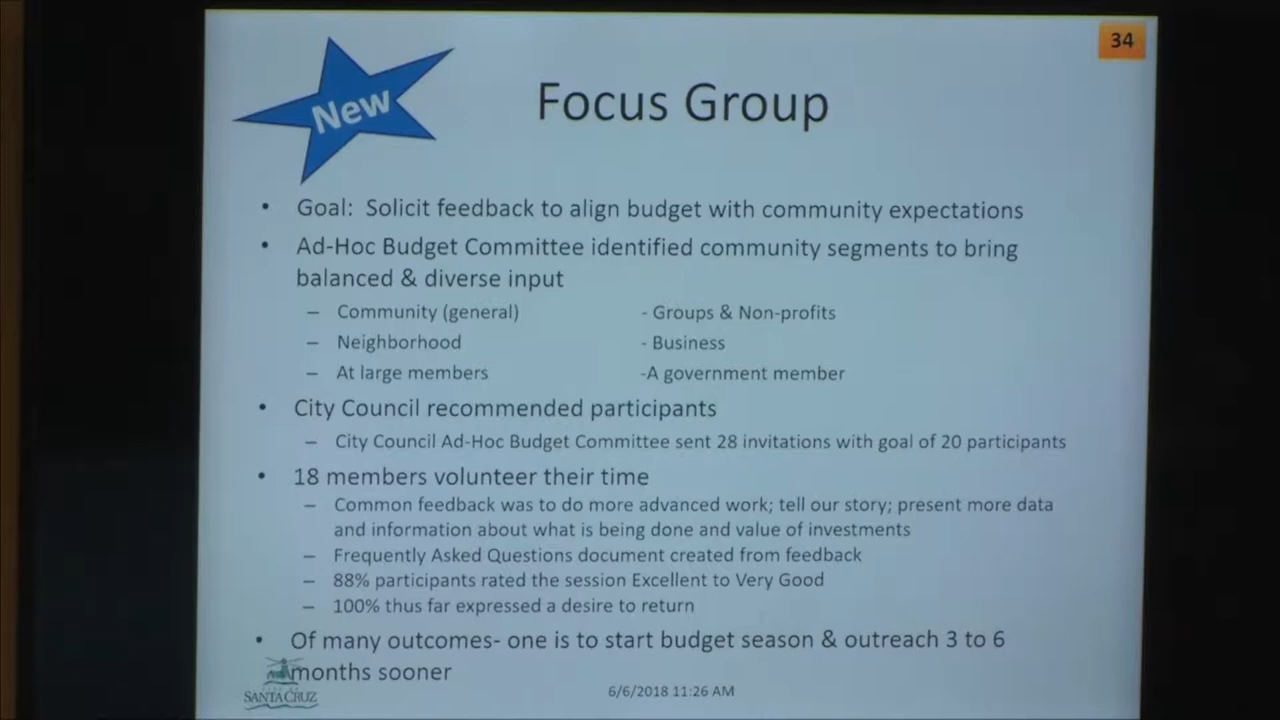 34
New
Focus Group
• Goal: Solicit feedback to align budget with community expectations
• Ad-Hoc Budget Committee identified community segments to bring
balanced & diverse input
– Community (general) - Groups & Non-profits
– Neighborhood - Business
– At large members -A government member
• City Council recommended participants
– City Council Ad-Hoc Budget Committee sent 28 invitations with goal of 20 participants
• 18 members volunteer their time
– Common feedback was to do more advanced work; tell our story; present more data
and information about what is being done and value of investments
– Frequently Asked Questions document created from feedback
– 88% participants rated the session Excellent to Very Good
– 100% thus far expressed a desire to return
• Of many outcomes- one is to start budget season & outreach 3 to 6
months sooner
SANTA CRUZ
6/6/2018 11:26 AM